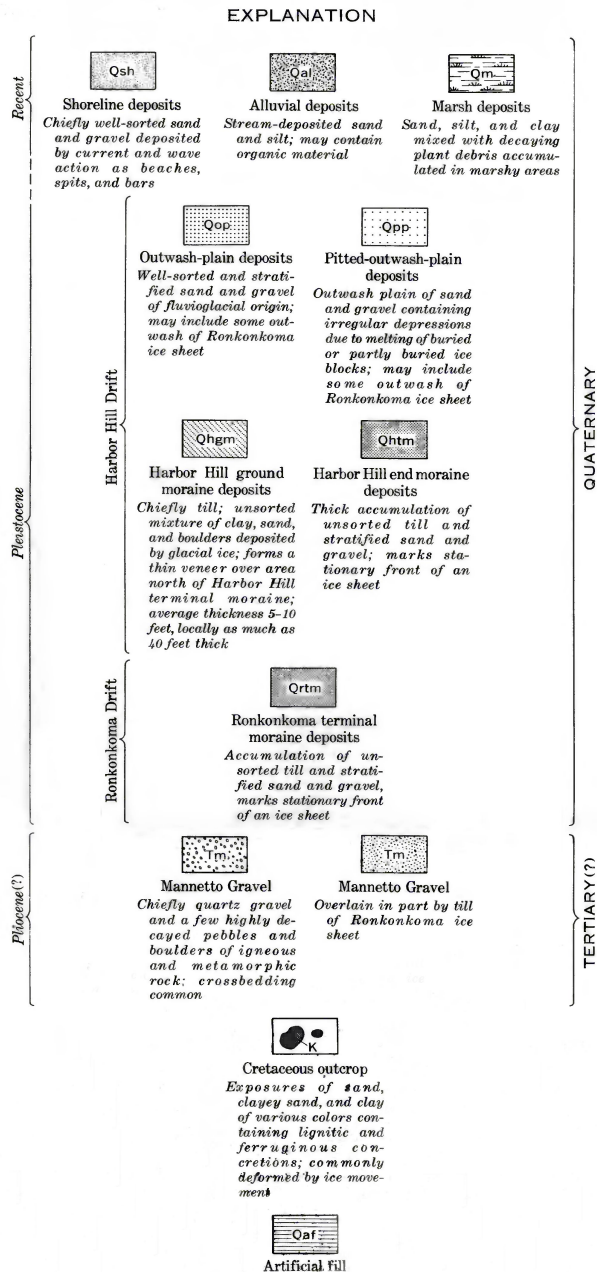 EXPLANATION
Recent
Qsh
Shoreline deposits
Chiefly well-sorted sand
and gravel deposited
by current and wave
action as beaches,
spits, and bars
Qal
Alluvial deposits
Stream-deposited sand
and silt; may contain
organic material
Qm
Marsh deposits
Sand, silt, and clay
mixed with decaying
plant debris accumu-
lated in marshy areas
Pleistocene
Harbor Hill Drift
Qop
Outwash-plain deposits
Well-sorted and strati-
fied sand and gravel
of fluvioglacial origin;
may include some out-
wash of Ronkonkoma
ice sheet
Qpp
Pitted-outwash-plain
deposits
Outwash plain of sand
and gravel containing
irregular depressions
due to melting of buried
or partly buried ice
blocks; may include
some outwash of
Ronkonkoma ice sheet
Qhgm
Harbor Hill ground
moraine deposits
Chiefly till; unsorted
mixture of clay, sand,
and boulders deposited
by glacial ice; forms a
thin veneer over area
north of Harbor Hill
terminal moraine;
average thickness 5-10
feet, locally as much as
40 feet thick
Qhtm
Harbor Hill end moraine
deposits
Thick accumulation of
unsorted till and
stratified sand and
gravel; marks sta-
tionary front of an
ice sheet
Ronkonkoma Drift
Qrtm
Ronkonkoma terminal
moraine deposits
Accumulation of un-
sorted till and strati-
fied sand and gravel,
marks stationary front
of an ice sheet
QUATERNARY
Pliocene(?)
Tm
Mannetto Gravel
Chiefly quartz gravel
and a few highly de-
cayed pebbles and
boulders of igneous
and metamorphic
rock; crossbedding
common
Tm
Mannetto Gravel
Overlain in part by till
of Ronkonkoma ice
sheet
TERTIARY(?)
K
Cretaceous outcrop
Exposures of sand,
clayey sand, and clay
of various colors con-
taining lignitic and
ferruginous con-
cretions; commonly
deformed by ice move-
ment
Qaf
Artificial fill